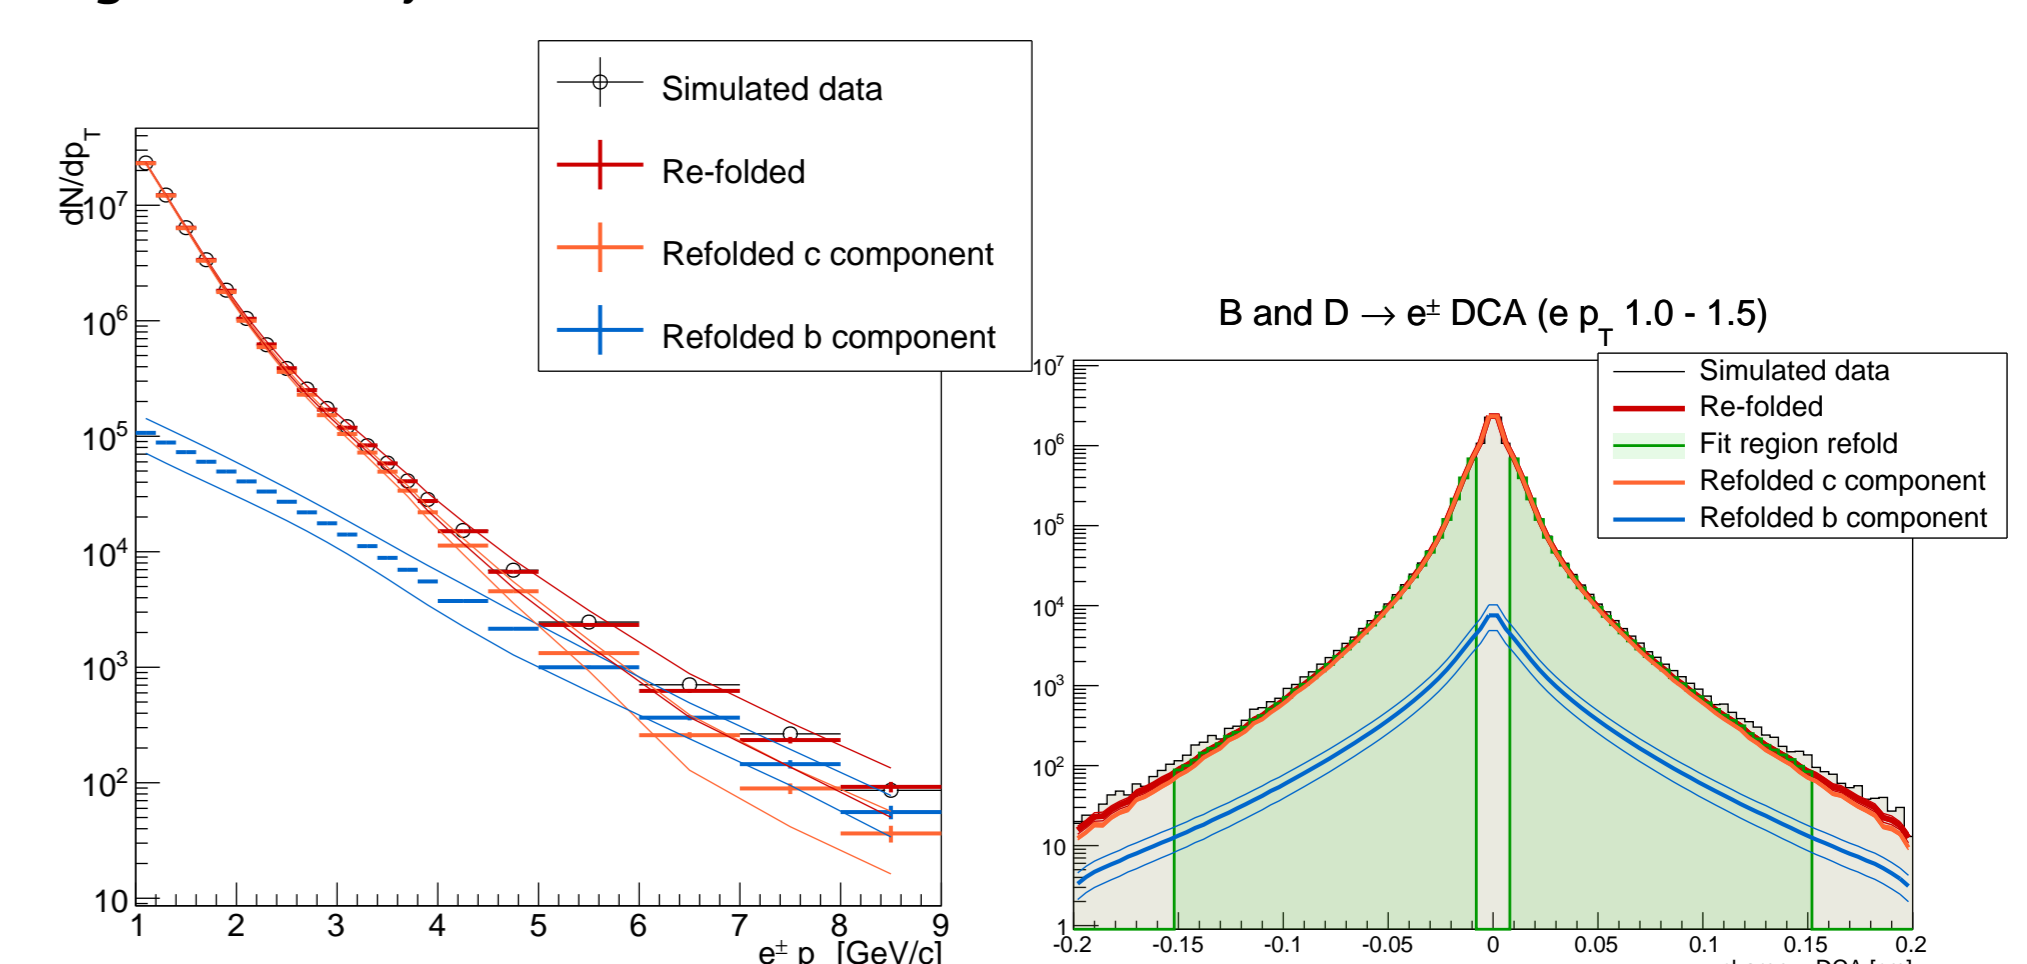 Simulated data
Re-folded
Refolded c component
Refolded b component
dN/dp_T
10^7
10^6
10^5
10^4
10^3
10^2
10
1 2 3 4 5 6 7 8 9
e± p [GeV/c]
B and D → e± DCA (e p_T 1.0 - 1.5)
Simulated data
Re-folded
Fit region refold
Refolded c component
Refolded b component
10^7
10^6
10^5
10^4
10^3
10^2
10
1
-0.2 -0.15 -0.1 -0.05 0 0.05 0.1 0.15 0.2